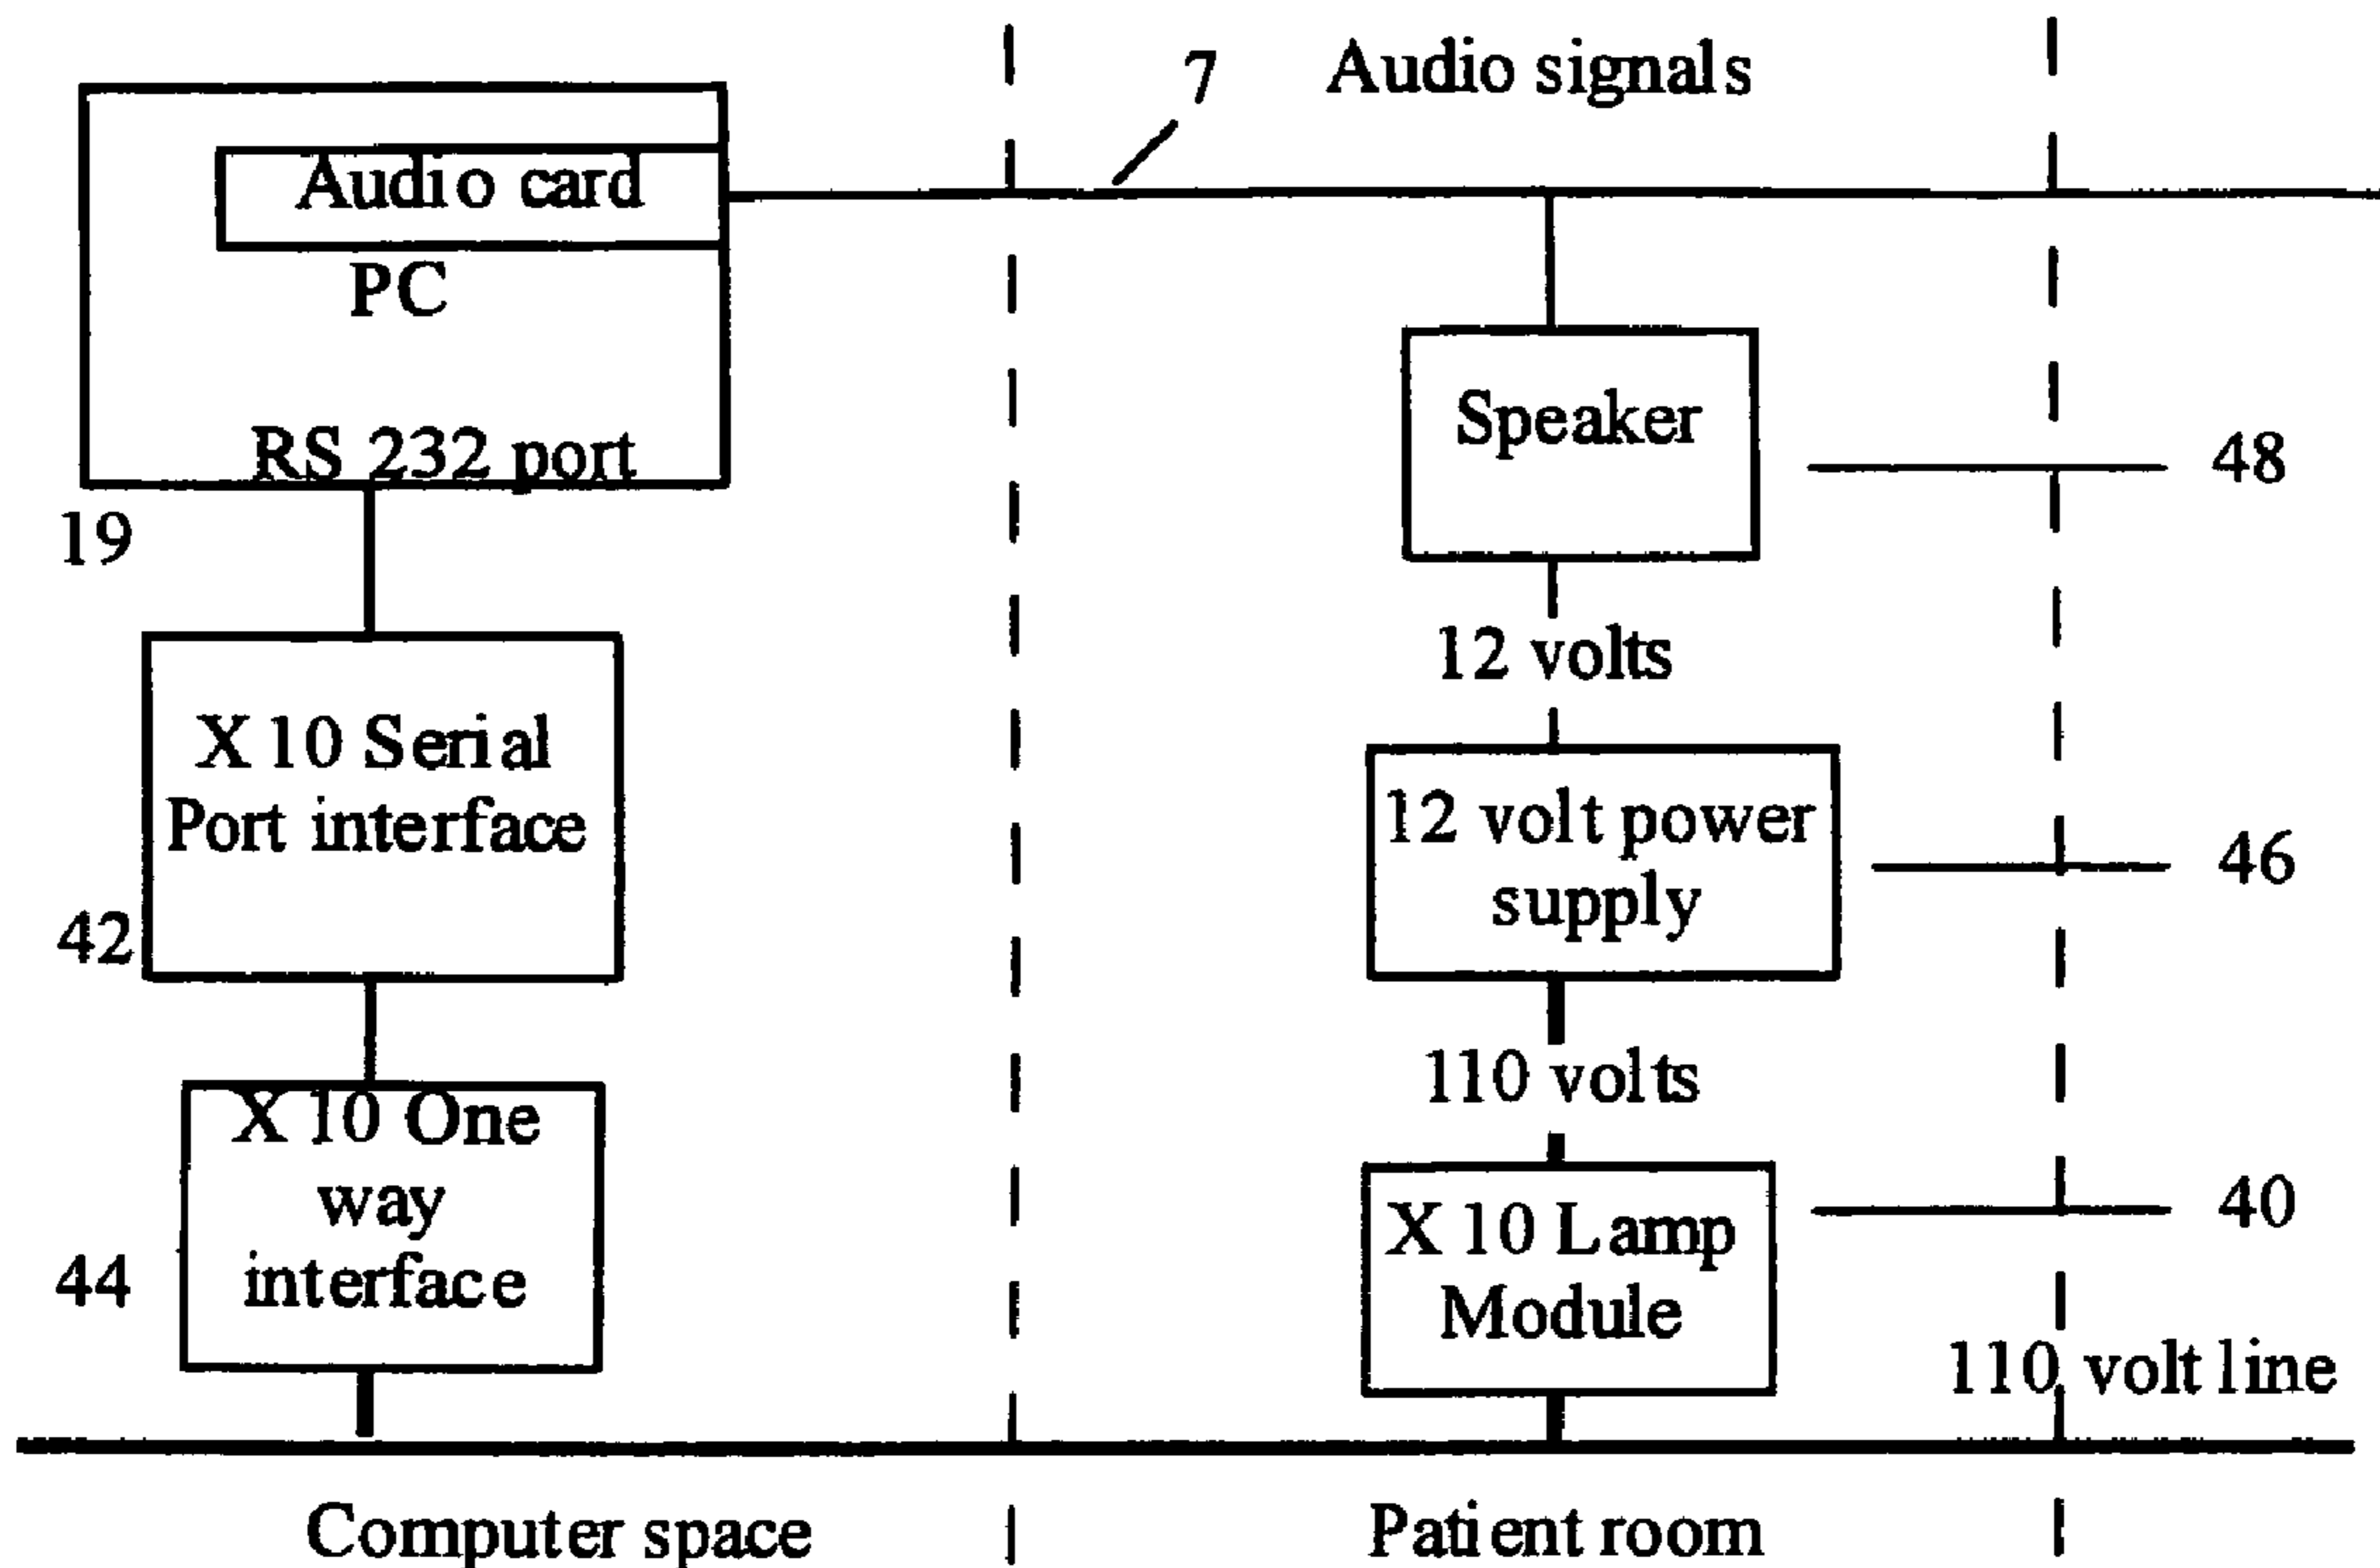 7
Audio signals
Audio card
PC
RS 232 port
19
X 10 Serial
Port interface
42
X 10 One
way
interface
44
Speaker
48
12 volts
12 volt power
supply
46
110 volts
X 10 Lamp
Module
40
110 volt line
Computer space
Patient room